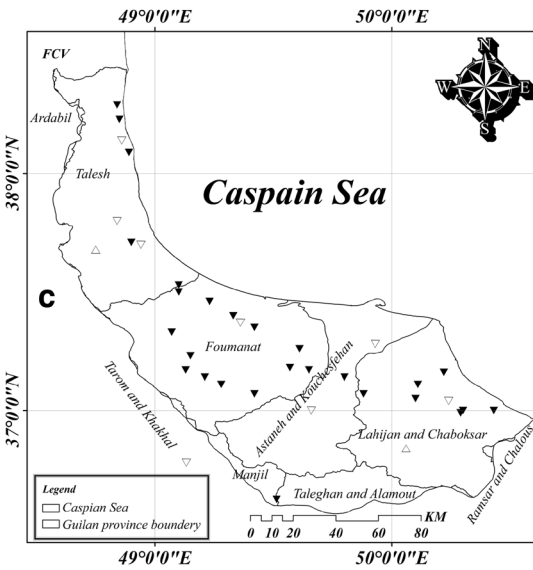 49°0'0"E
50°0'0"E
FCV
N
W
E
S
Ardabil
38°0'0"N
Talesh
Caspain Sea
C
Foumanat
Tarom and Khakhal
Astaneh and Kouchesfehan
37°0'0"N
Lahijan and Chaboksar
Ramsar and Chalous
Manjil
Taleghan and Alamout
Legend
Caspian Sea
Guilan province boundary
KM
0 10 20 40 60 80
49°0'0"E
50°0'0"E